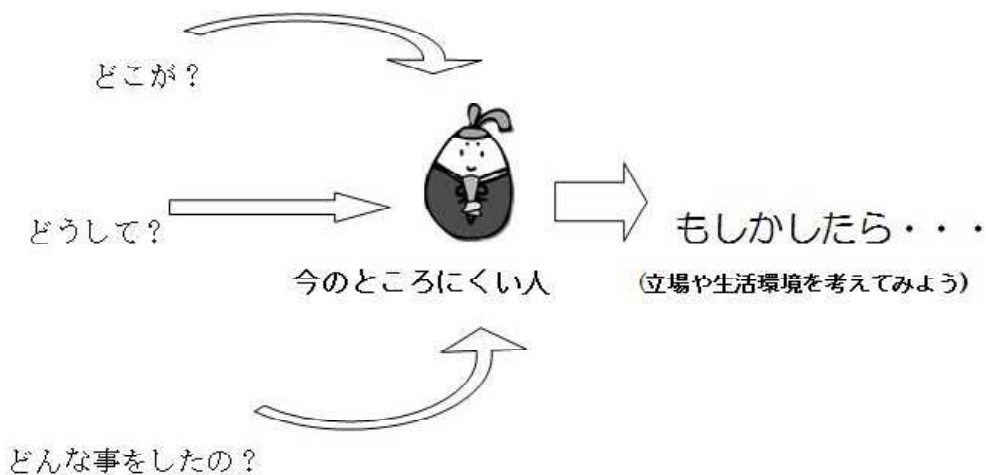 どこが？
どうして？
今のところにくい人
もしかしたら・・・
(立場や生活環境を考えてみよう)
どんな事をしたの？